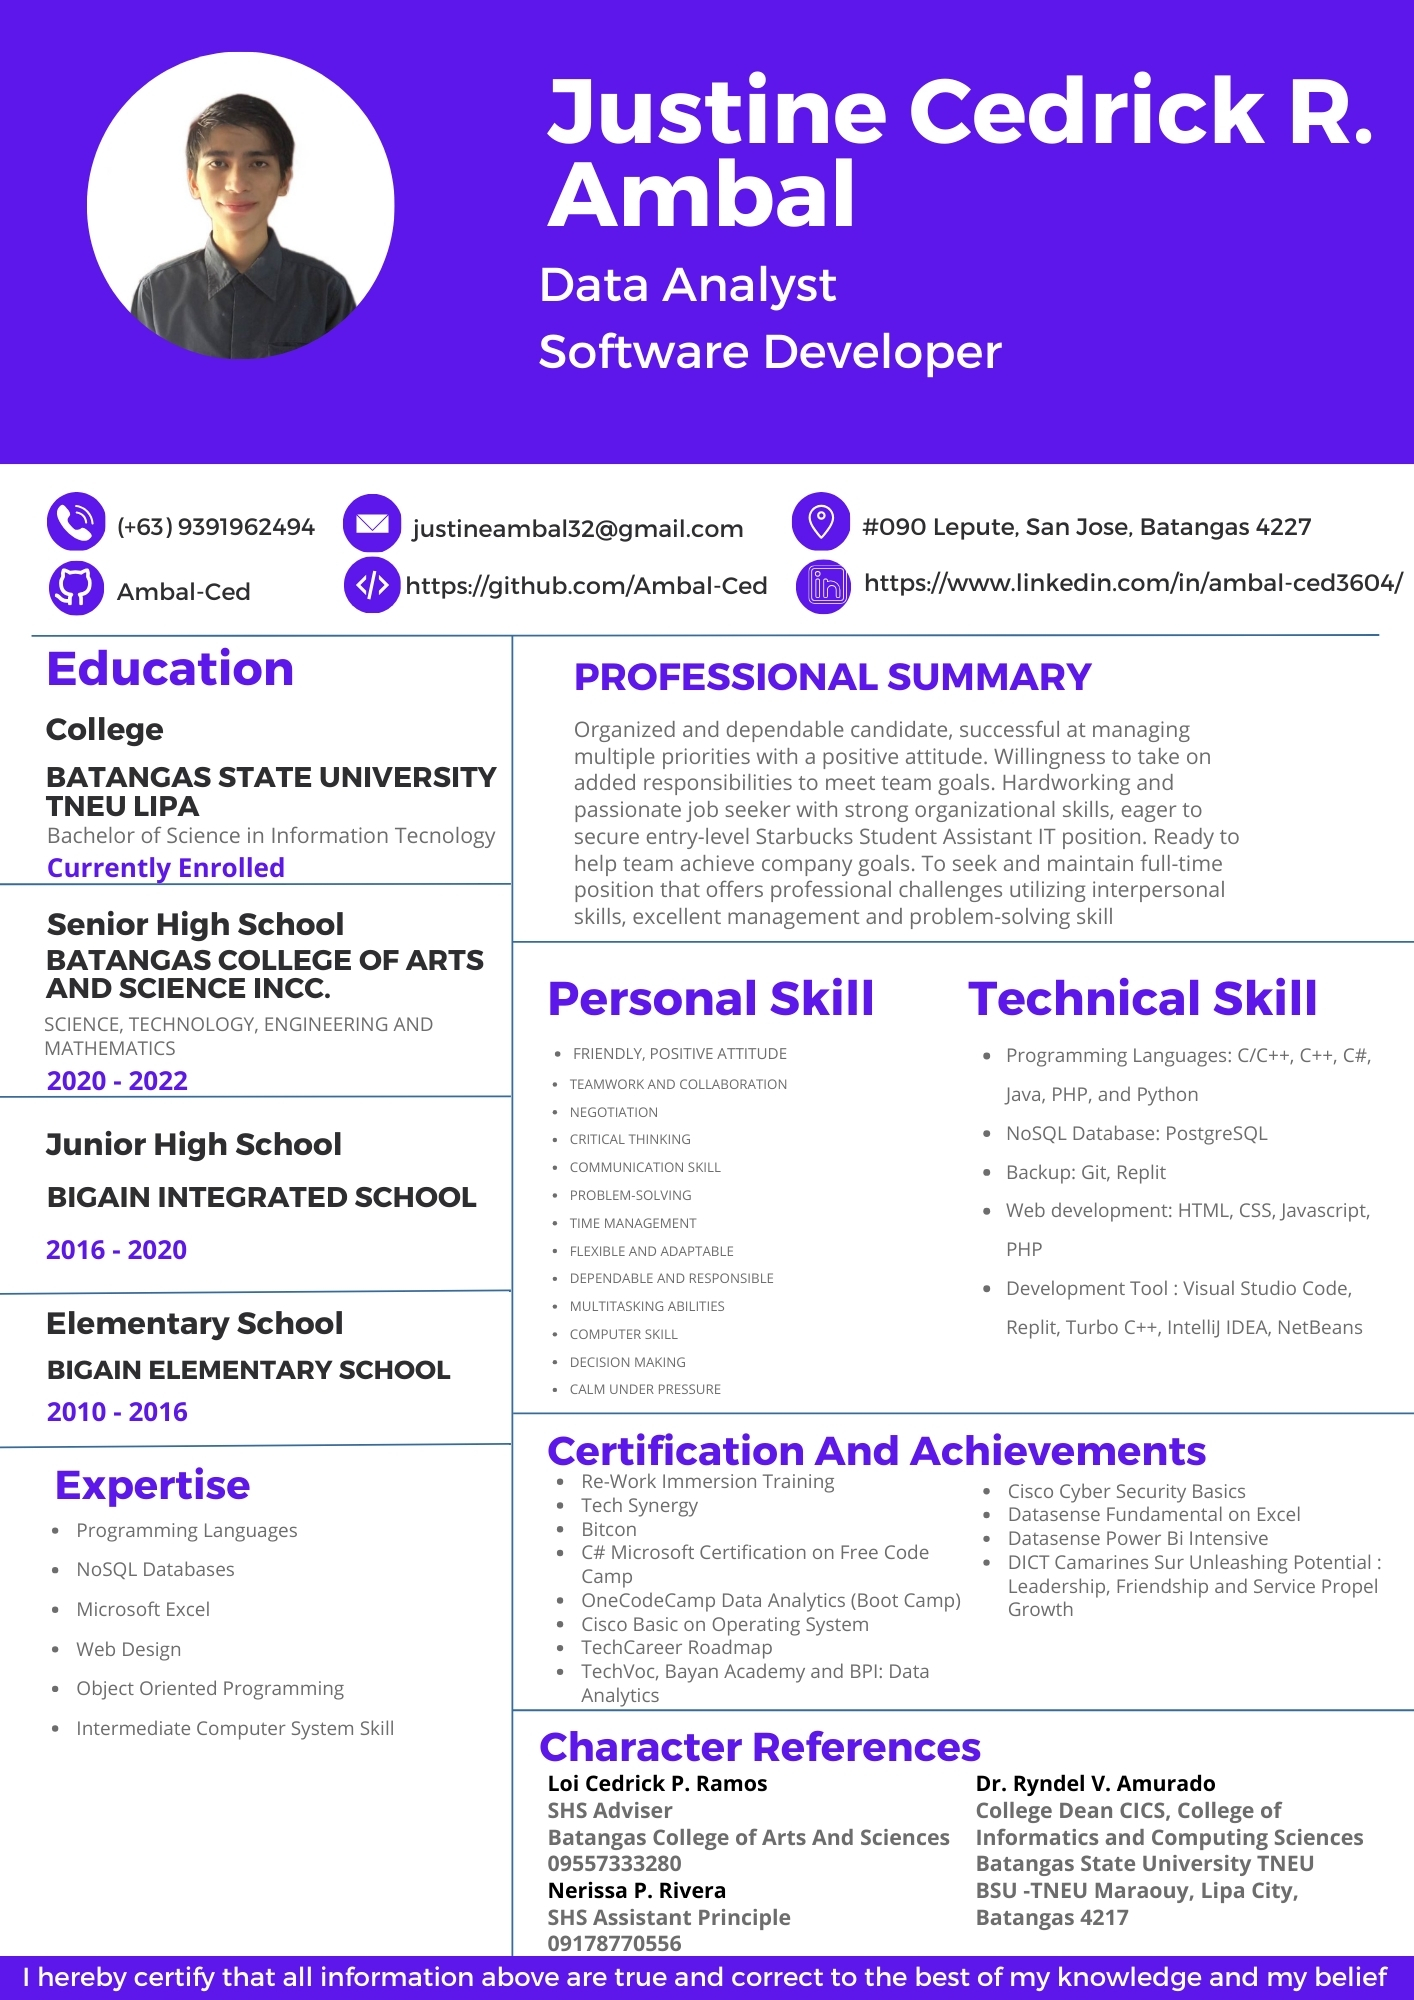 Justine Cedrick R.
Ambal
Data Analyst
Software Developer
(+63) 9391962494
justineambal32@gmail.com
#090 Lepute, San Jose, Batangas 4227
Ambal-Ced
https://github.com/Ambal-Ced
https://www.linkedin.com/in/ambal-ced3604/
Education
College
BATANGAS STATE UNIVERSITY
TNEU LIPA
Bachelor of Science in Information Tecnology
Currently Enrolled
Senior High School
BATANGAS COLLEGE OF ARTS
AND SCIENCE INCC.
SCIENCE, TECHNOLOGY, ENGINEERING AND
MATHEMATICS
2020 - 2022
Junior High School
BIGAIN INTEGRATED SCHOOL
2016 - 2020
Elementary School
BIGAIN ELEMENTARY SCHOOL
2010 - 2016
Expertise
Programming Languages
NoSQL Databases
Microsoft Excel
Web Design
Object Oriented Programming
Intermediate Computer System Skill
PROFESSIONAL SUMMARY
Organized and dependable candidate, successful at managing
multiple priorities with a positive attitude. Willingness to take on
added responsibilities to meet team goals. Hardworking and
passionate job seeker with strong organizational skills, eager to
secure entry-level Starbucks Student Assistant IT position. Ready to
help team achieve company goals. To seek and maintain full-time
position that offers professional challenges utilizing interpersonal
skills, excellent management and problem-solving skill
Personal Skill
FRIENDLY, POSITIVE ATTITUDE
TEAMWORK AND COLLABORATION
NEGOTIATION
CRITICAL THINKING
COMMUNICATION SKILL
PROBLEM-SOLVING
TIME MANAGEMENT
FLEXIBLE AND ADAPTABLE
DEPENDABLE AND RESPONSIBLE
MULTITASKING ABILITIES
COMPUTER SKILL
DECISION MAKING
CALM UNDER PRESSURE
Technical Skill
Programming Languages: C/C++, C++, C#,
Java, PHP, and Python
NoSQL Database: PostgreSQL
Backup: Git, Replit
Web development: HTML, CSS, Javascript,
PHP
Development Tool : Visual Studio Code,
Replit, Turbo C++, IntelliJ IDEA, NetBeans
Certification And Achievements
Re-Work Immersion Training
Tech Synergy
Bitcon
C# Microsoft Certification on Free Code
Camp
OneCodeCamp Data Analytics (Boot Camp)
Cisco Basic on Operating System
TechCareer Roadmap
TechVoc, Bayan Academy and BPI: Data
Analytics
Cisco Cyber Security Basics
Datasense Fundamental on Excel
Datasense Power Bi Intensive
DICT Camarines Sur Unleashing Potential :
Leadership, Friendship and Service Propel
Growth
Character References
Loi Cedrick P. Ramos
SHS Adviser
Batangas College of Arts And Sciences
09557333280
Nerissa P. Rivera
SHS Assistant Principle
09178770556
Dr. Ryndel V. Amurado
College Dean CICS, College of
Informatics and Computing Sciences
Batangas State University TNEU
BSU -TNEU Maraouy, Lipa City,
Batangas 4217
I hereby certify that all information above are true and correct to the best of my knowledge and my belief